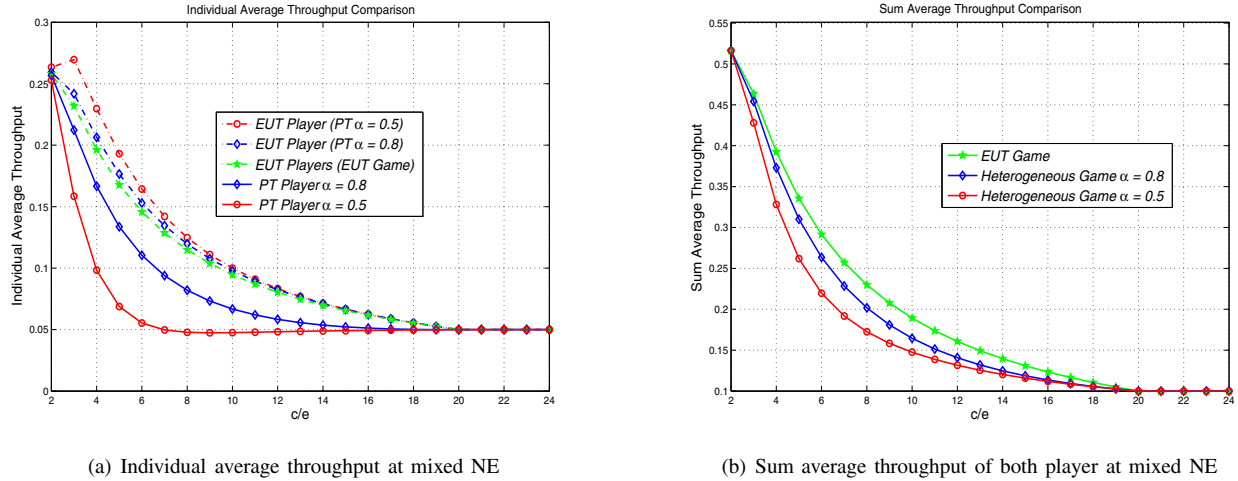 Individual Average Throughput Comparison
0.3
0.25
0.2
0.15
0.1
0.05
0
Individual Average Throughput
EUT Player (PT α = 0.5)
EUT Player (PT α = 0.8)
EUT Players (EUT Game)
PT Player α = 0.8
PT Player α = 0.5
2 4 6 8 10 12 14 16 18 20 22 24
c/e
(a) Individual average throughput at mixed NE
Sum Average Throughput Comparison
0.55
0.5
0.45
0.4
0.35
0.3
0.25
0.2
0.15
0.1
Sum Average Throughput
EUT Game
Heterogeneous Game α = 0.8
Heterogeneous Game α = 0.5
2 4 6 8 10 12 14 16 18 20 22 24
c/e
(b) Sum average throughput of both player at mixed NE